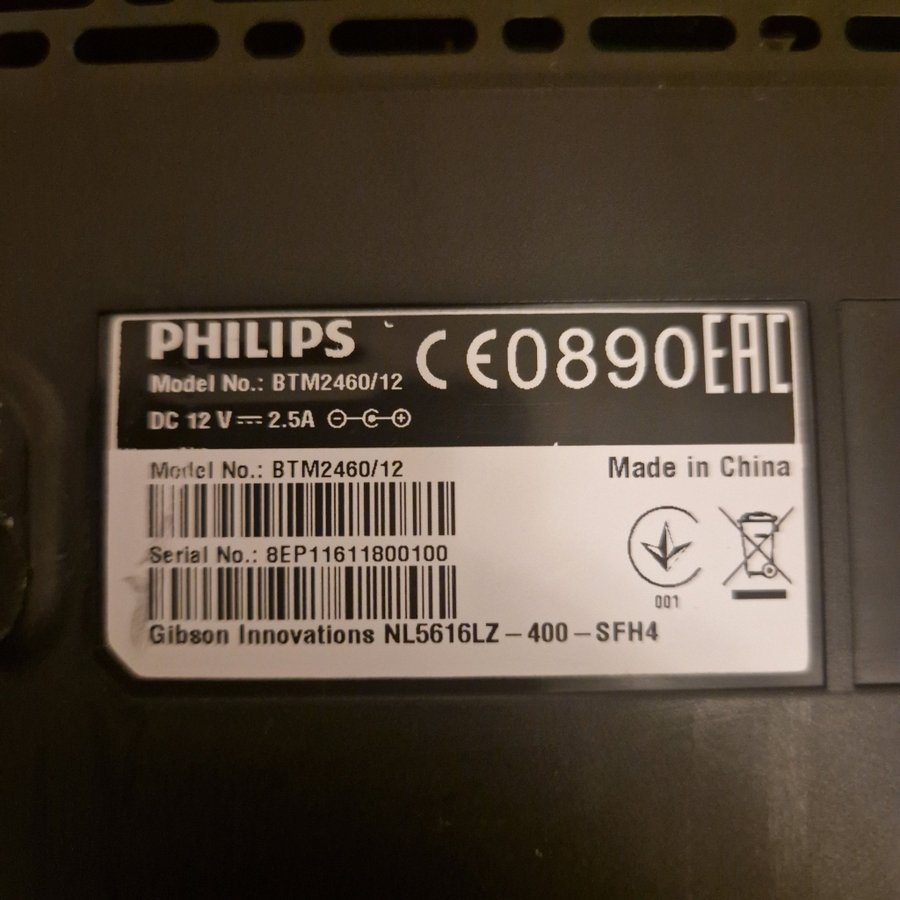 PHILIPS
CE0890
EAC
Model No.: BTM2460/12
DC 12 V⎓2.5A
Model No.: BTM2460/12
Made in China
Serial No.: 8EP11611800100
001
Gibson Innovations NL5616LZ – 400 – SFH4